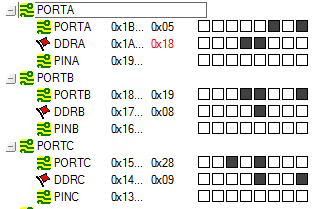 PORTA
PORTA 0x1B... 0x05
DDRA 0x1A... 0x18
PINA 0x19...
PORTB
PORTB 0x18... 0x19
DDRB 0x17... 0x08
PINB 0x16...
PORTC
PORTC 0x15... 0x28
DDRC 0x14... 0x09
PINC 0x13...